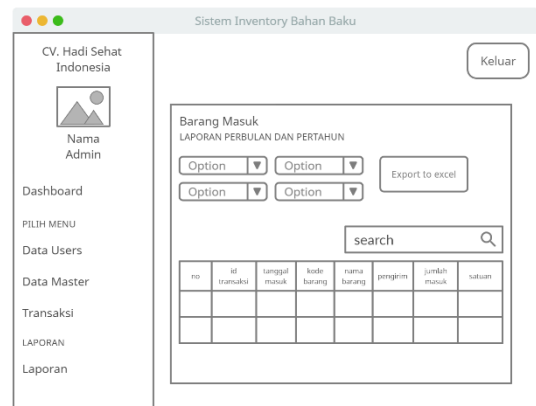 Sistem Inventory Bahan Baku
CV. Hadi Sehat
Indonesia
Nama
Admin
Dashboard
PILIH MENU
Data Users
Data Master
Transaksi
LAPORAN
Laporan
Keluar
Barang Masuk
LAPORAN PERBULAN DAN PERTAHUN
Option Option
Option Option
Export to excel
search
no id transaksi tanggal masuk kode barang nama barang pengirim jumlah masuk satuan